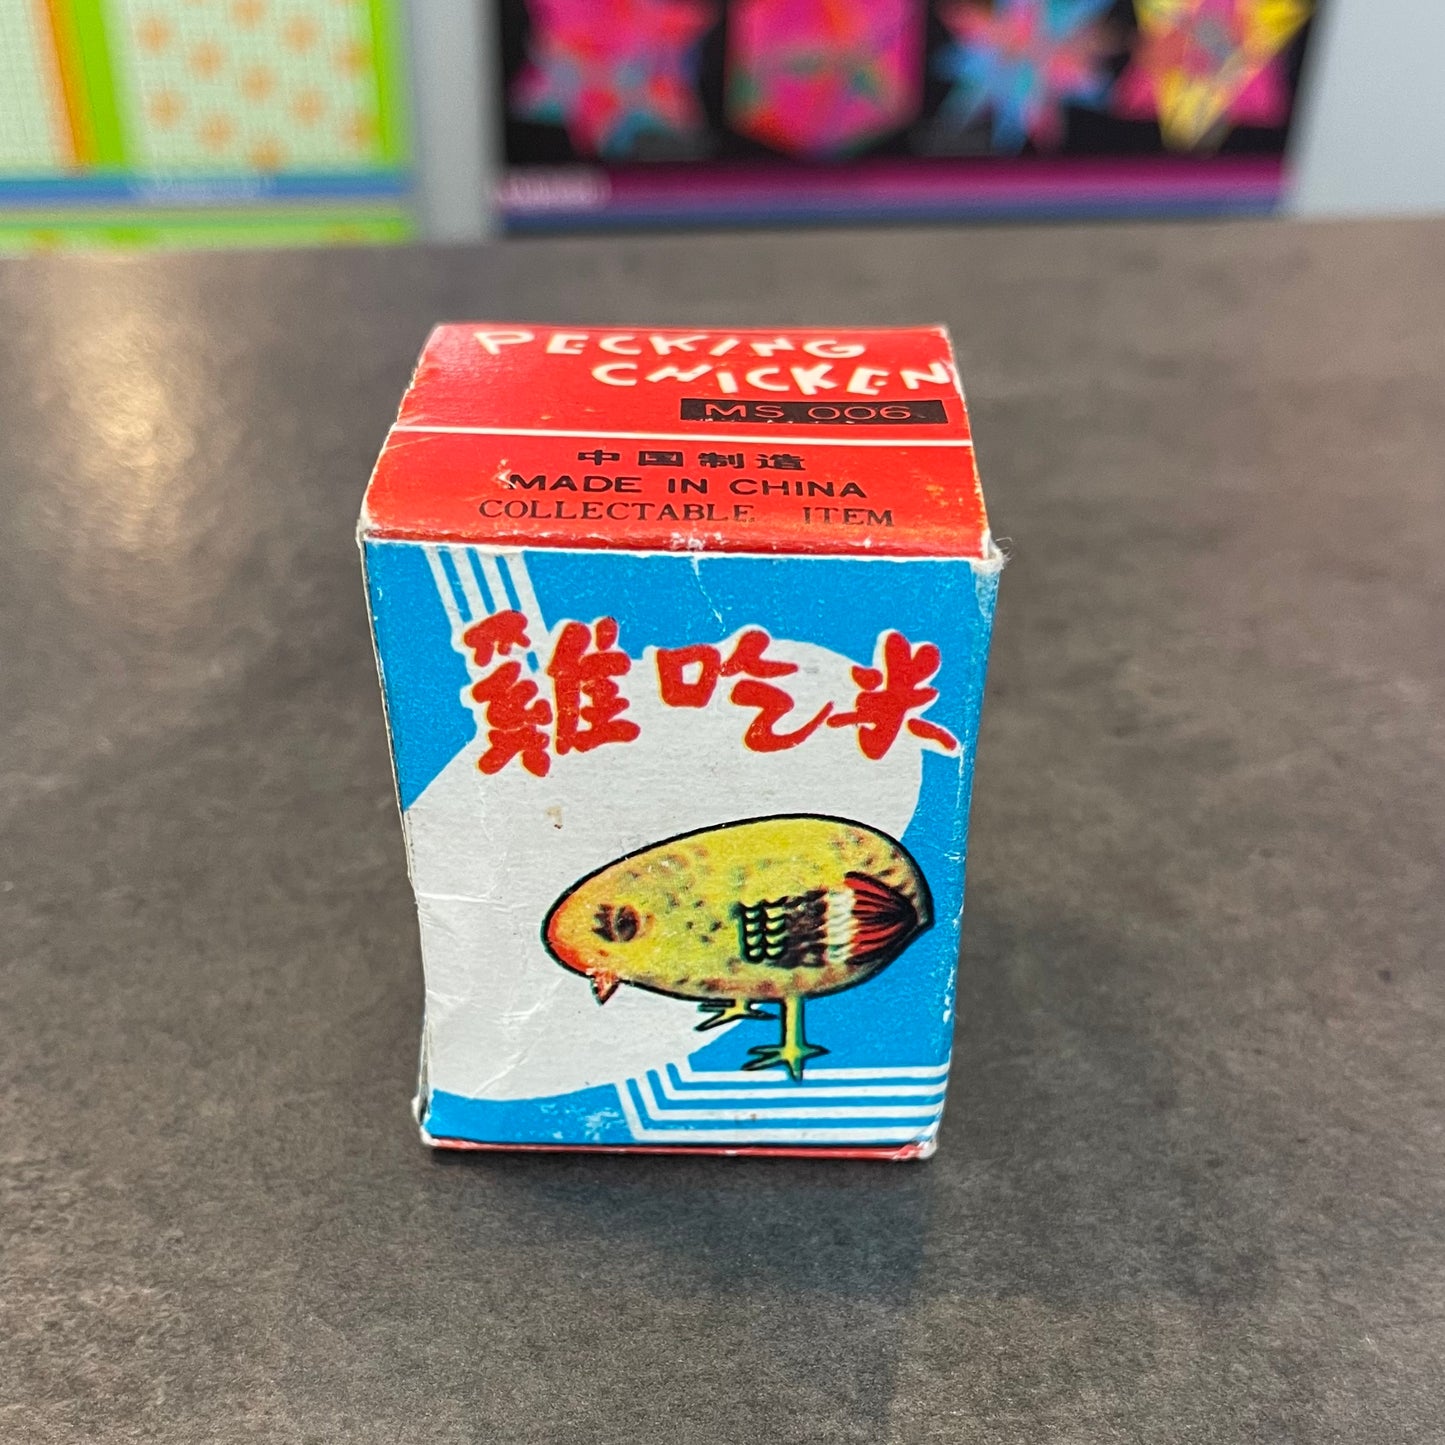 PECKING
CHICKEN
MS 006
中国制造
MADE IN CHINA
COLLECTABLE ITEM
雞吃米